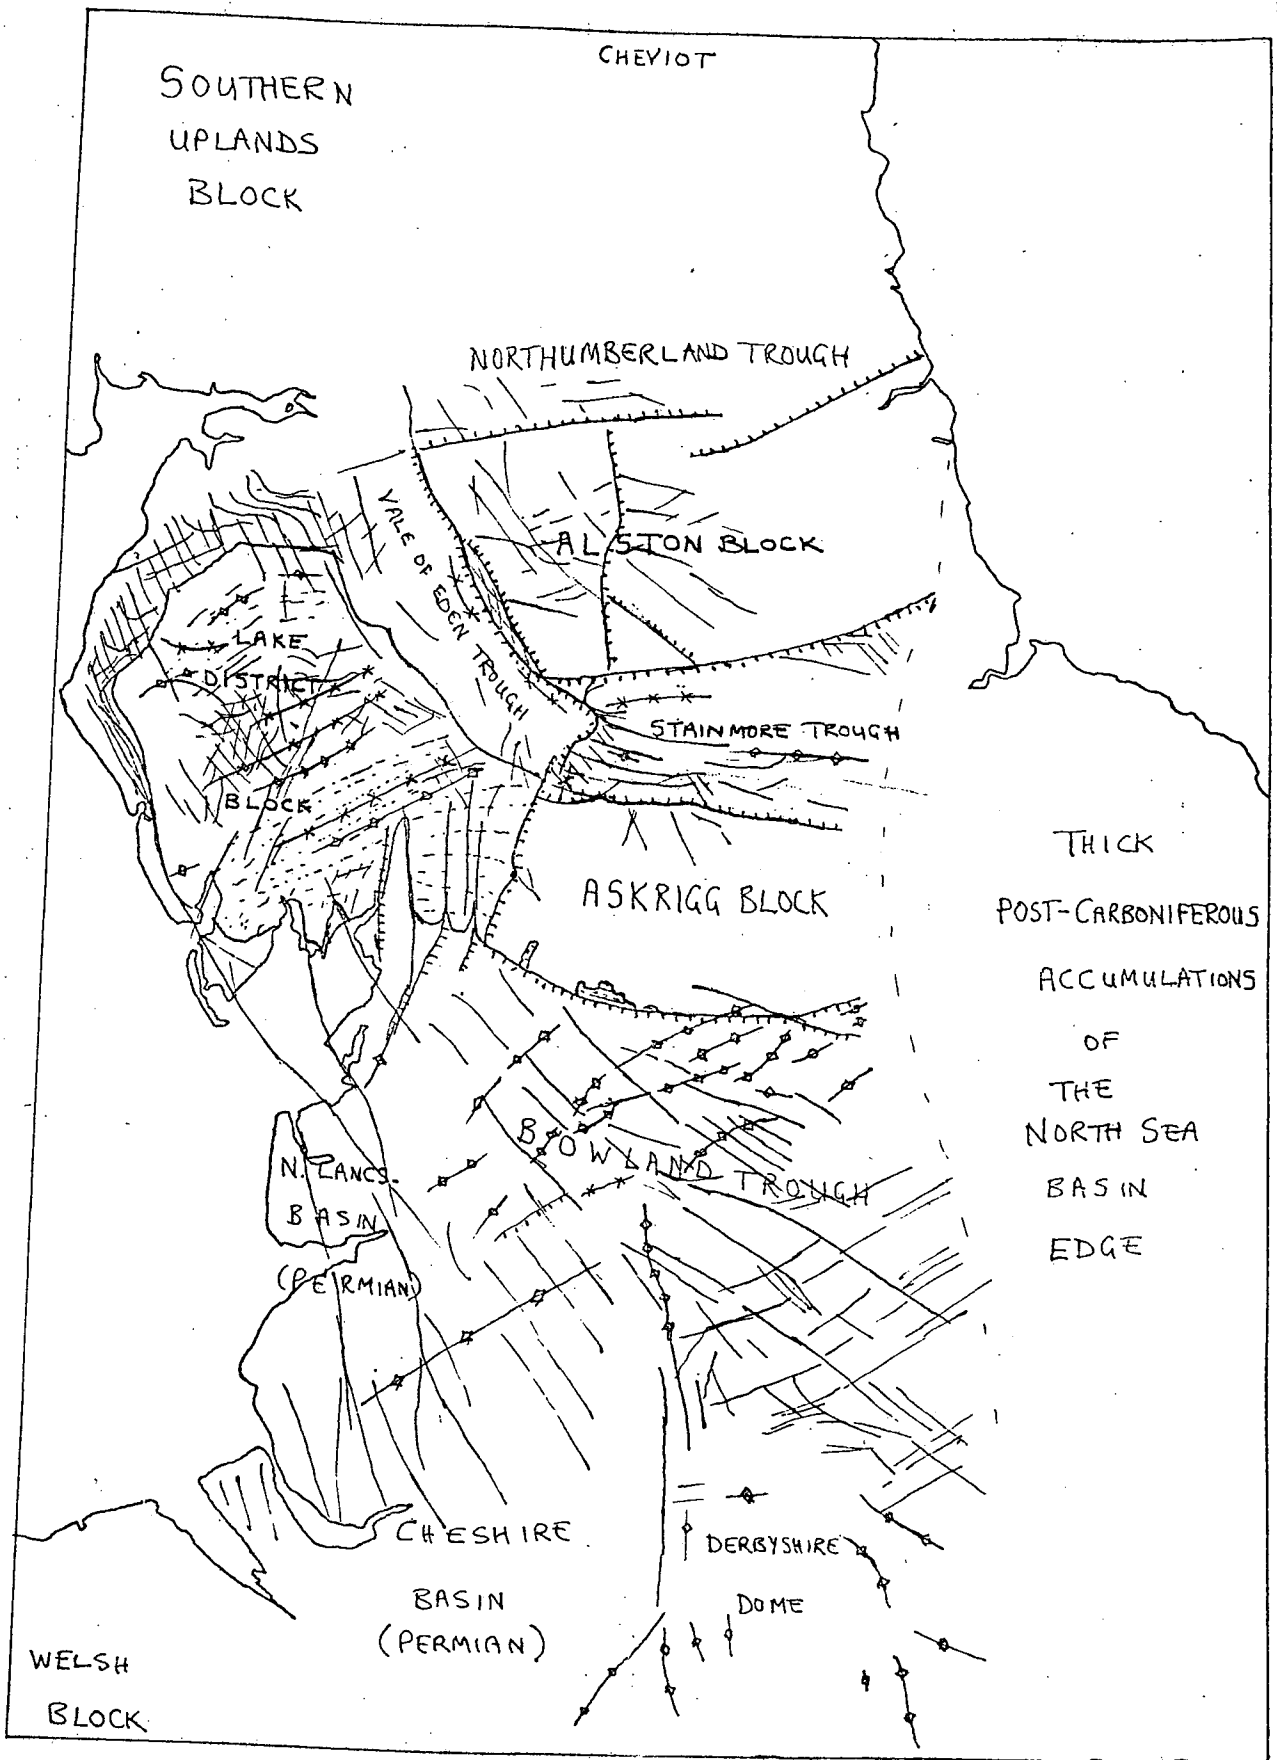 CHEVIOT
SOUTHERN
UPLANDS
BLOCK
NORTHUMBERLAND TROUGH
VALE OF EDEN TROUGH
ALSTON BLOCK
LAKE
DISTRICT
BLOCK
STAINMORE TROUGH
ASKRIGG BLOCK
THICK
POST-CARBONIFEROUS
ACCUMULATIONS
OF
THE
NORTH SEA
BASIN
EDGE
BOWLAND TROUGH
N. LANCS.
BASIN
(PERMIAN)
CHESHIRE
BASIN
(PERMIAN)
DERBYSHIRE
DOME
WELSH
BLOCK